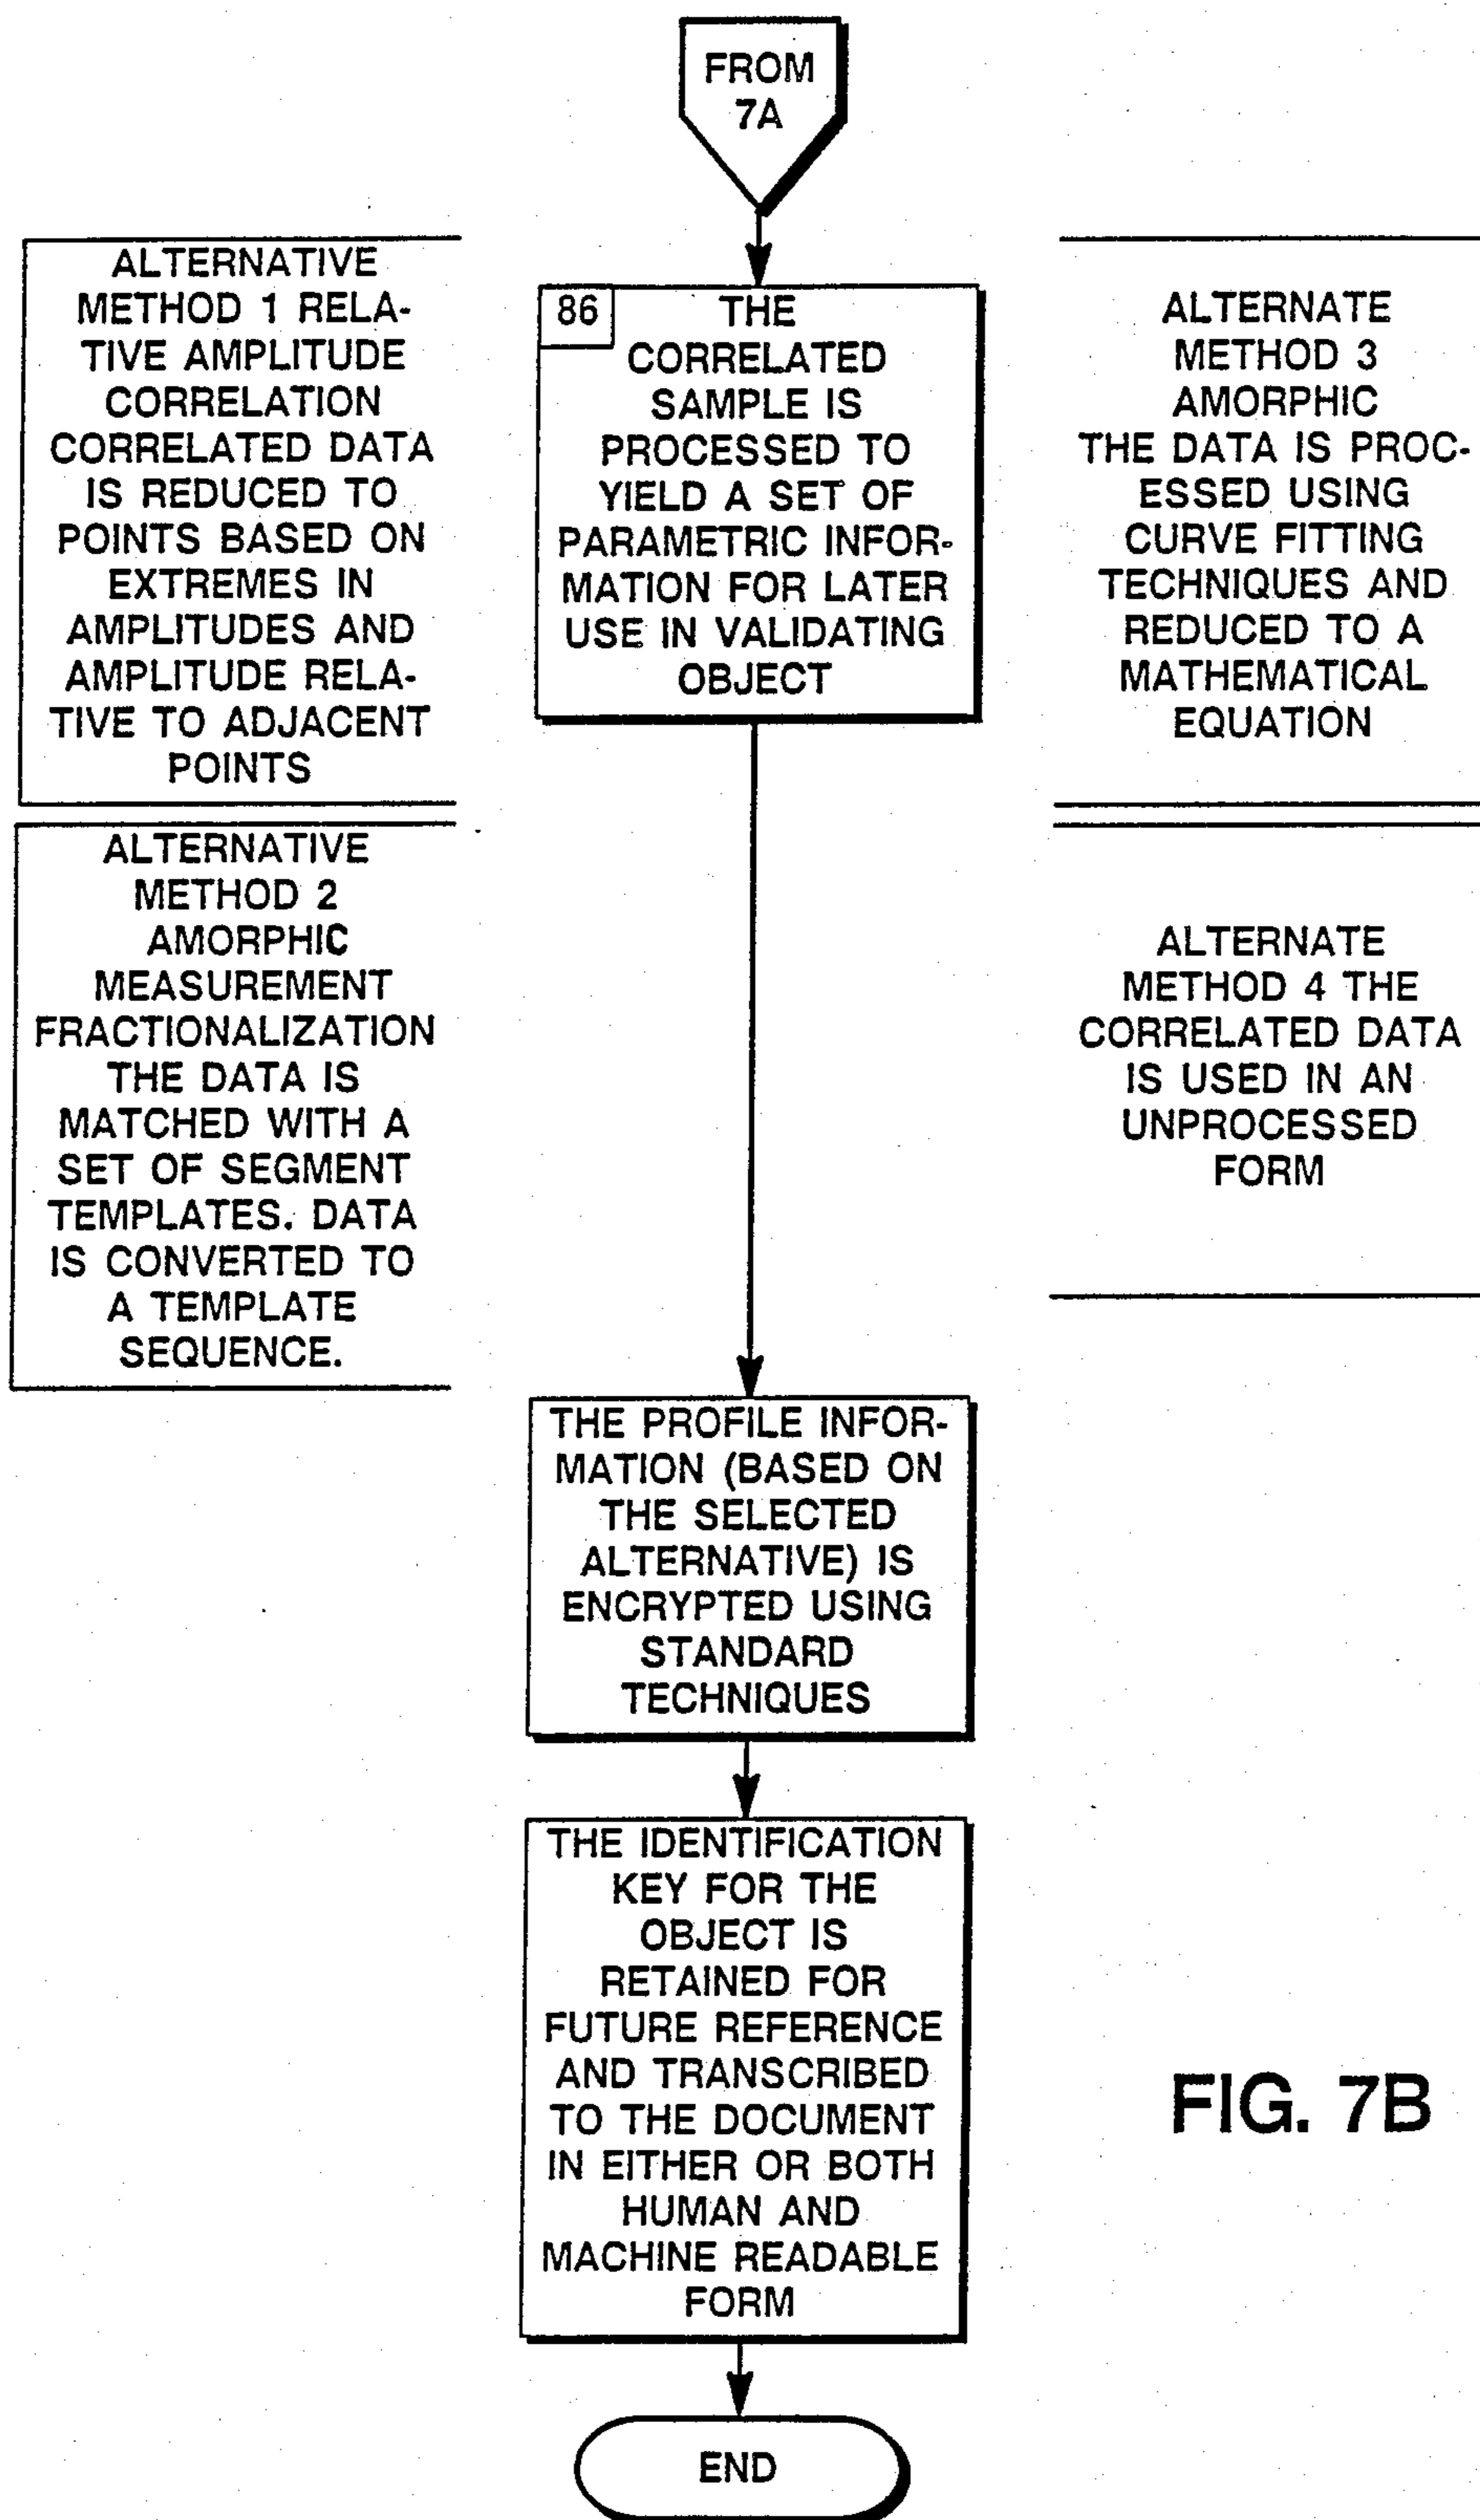 FROM
7A
ALTERNATIVE
METHOD 1 RELA-
TIVE AMPLITUDE
CORRELATION
CORRELATED DATA
IS REDUCED TO
POINTS BASED ON
EXTREMES IN
AMPLITUDES AND
AMPLITUDE RELA-
TIVE TO ADJACENT
POINTS
86
THE
CORRELATED
SAMPLE IS
PROCESSED TO
YIELD A SET OF
PARAMETRIC INFOR-
MATION FOR LATER
USE IN VALIDATING
OBJECT
ALTERNATE
METHOD 3
AMORPHIC
THE DATA IS PROC-
ESSED USING
CURVE FITTING
TECHNIQUES AND
REDUCED TO A
MATHEMATICAL
EQUATION
ALTERNATIVE
METHOD 2
AMORPHIC
MEASUREMENT
FRACTIONALIZATION
THE DATA IS
MATCHED WITH A
SET OF SEGMENT
TEMPLATES. DATA
IS CONVERTED TO
A TEMPLATE
SEQUENCE.
ALTERNATE
METHOD 4 THE
CORRELATED DATA
IS USED IN AN
UNPROCESSED
FORM
THE PROFILE INFOR-
MATION (BASED ON
THE SELECTED
ALTERNATIVE) IS
ENCRYPTED USING
STANDARD
TECHNIQUES
THE IDENTIFICATION
KEY FOR THE
OBJECT IS
RETAINED FOR
FUTURE REFERENCE
AND TRANSCRIBED
TO THE DOCUMENT
IN EITHER OR BOTH
HUMAN AND
MACHINE READABLE
FORM
END
FIG. 7B